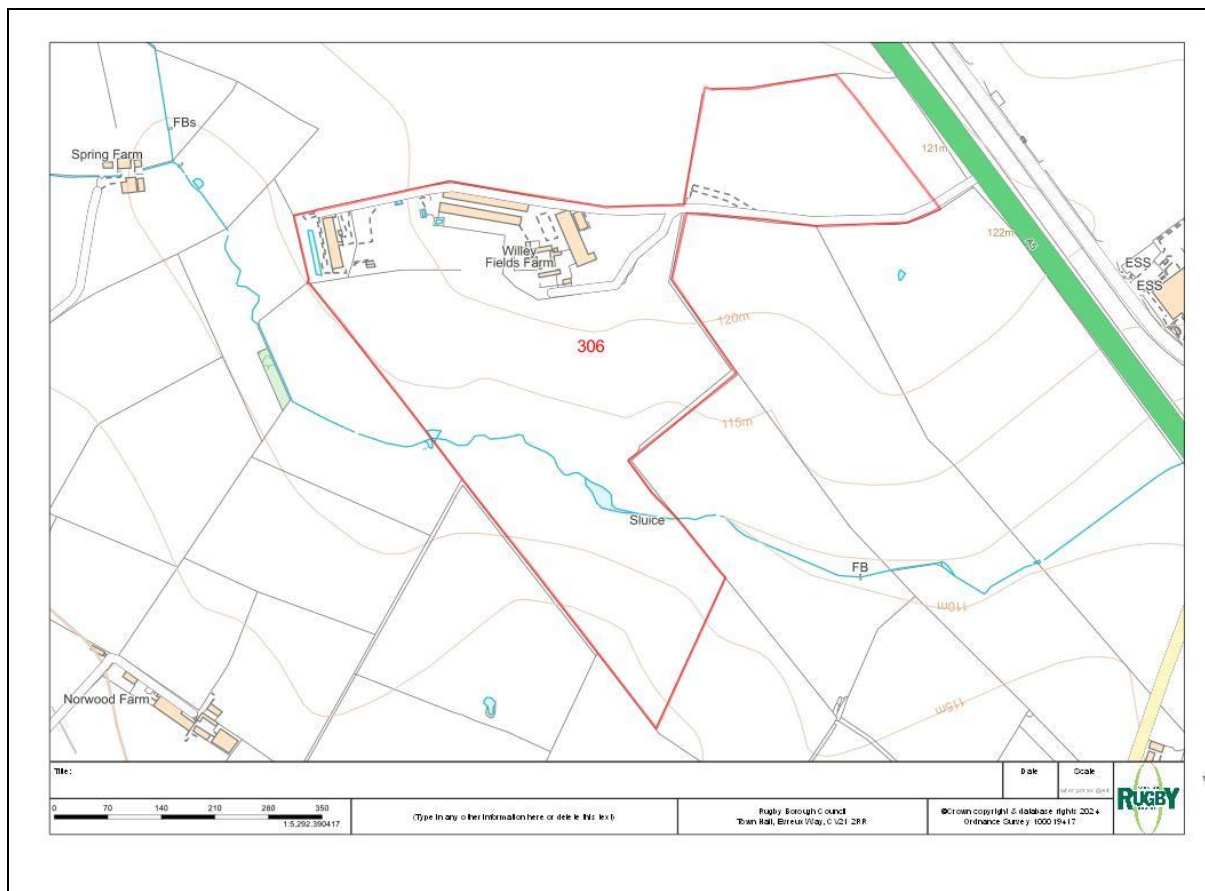 FBs
Spring Farm
121m
122m
A5
ESS
ESS
Willey
Fields Farm
120m
306
115m
Sluice
FB
110m
115m
Norwood Farm
Title:
Date
Scale
0 70 140 210 280 350
1:5,292.390417
(Type in any other information here or delete this text)
Rugby Borough Council
Town Hall, Evreux Way, CV21 2RR
©Crown copyright & database rights 2024
Ordnance Survey 100019417
RUGBY